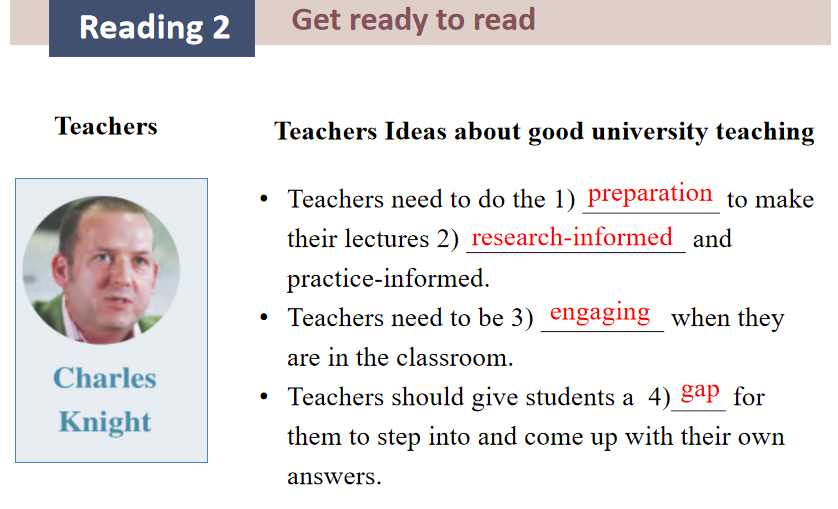 Reading 2
Get ready to read
Teachers
Teachers Ideas about good university teaching
Charles
Knight
• Teachers need to do the 1) preparation to make
their lectures 2) research-informed and
practice-informed.
• Teachers need to be 3) engaging when they
are in the classroom.
• Teachers should give students a 4) gap for
them to step into and come up with their own
answers.